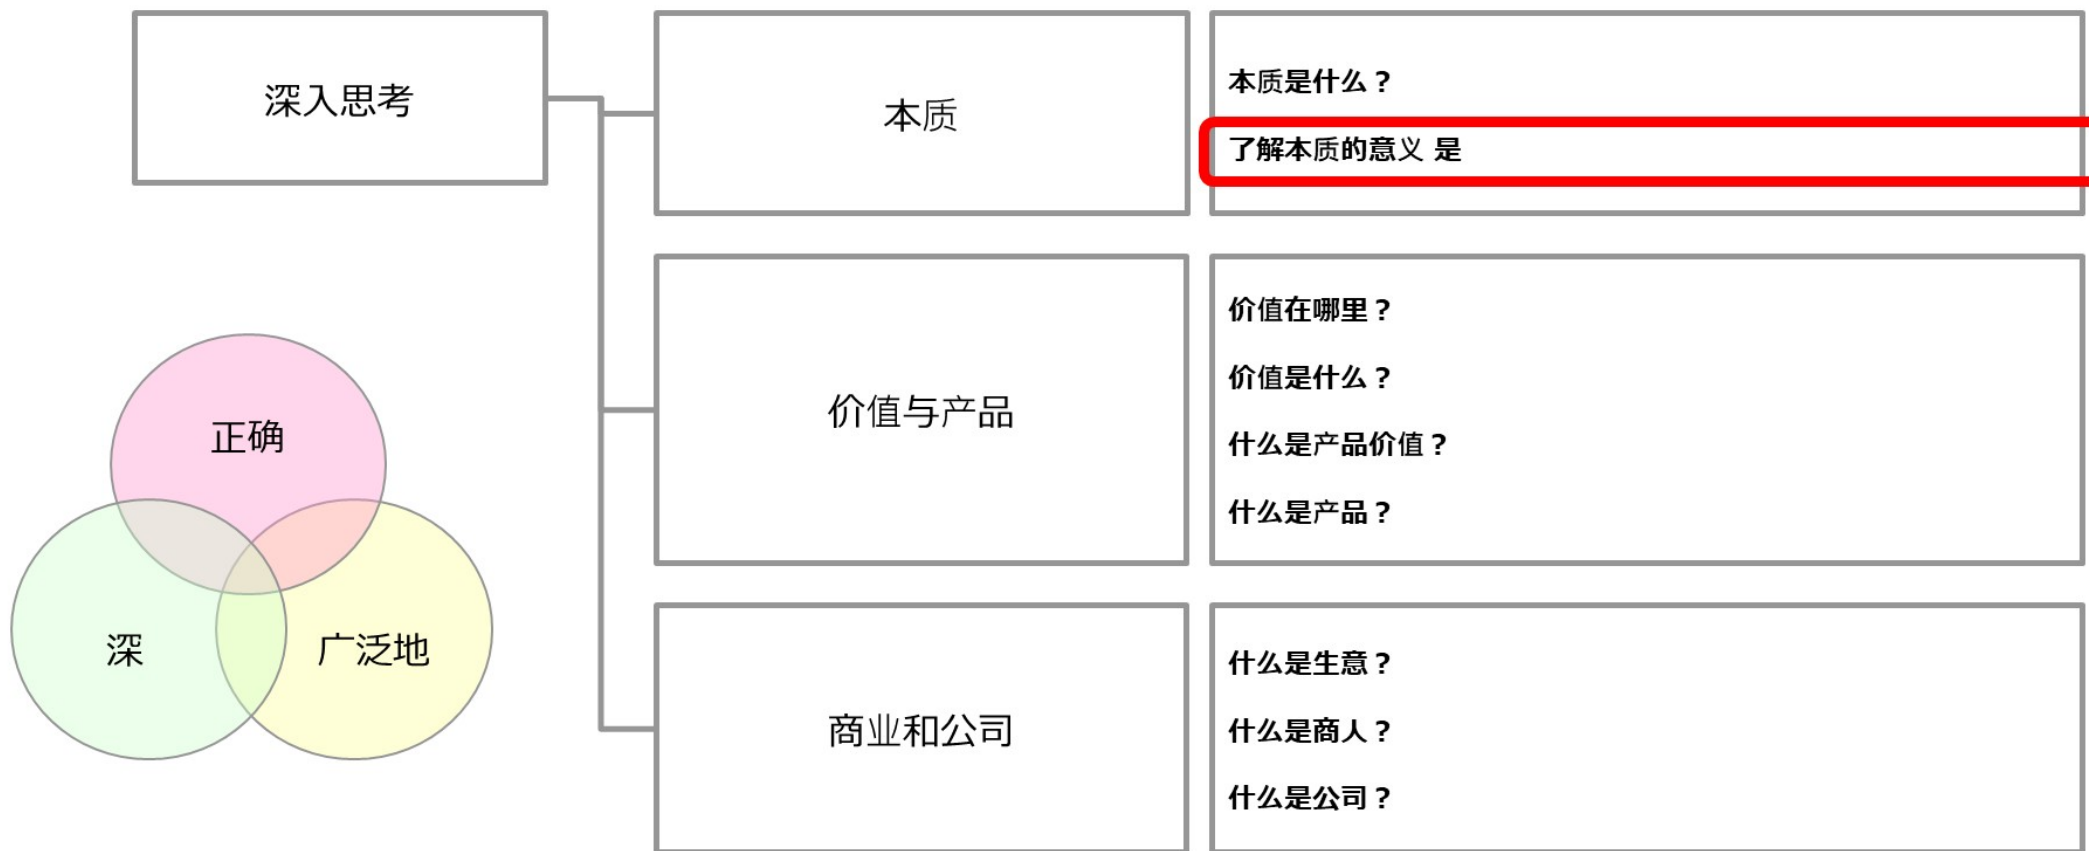 深入思考
本质
本质是什么？
了解本质的意义 是
价值与产品
价值在哪里？
价值是什么？
什么是产品价值？
什么是产品？
商业和公司
什么是生意？
什么是商人？
什么是公司？
正确
深
广泛地